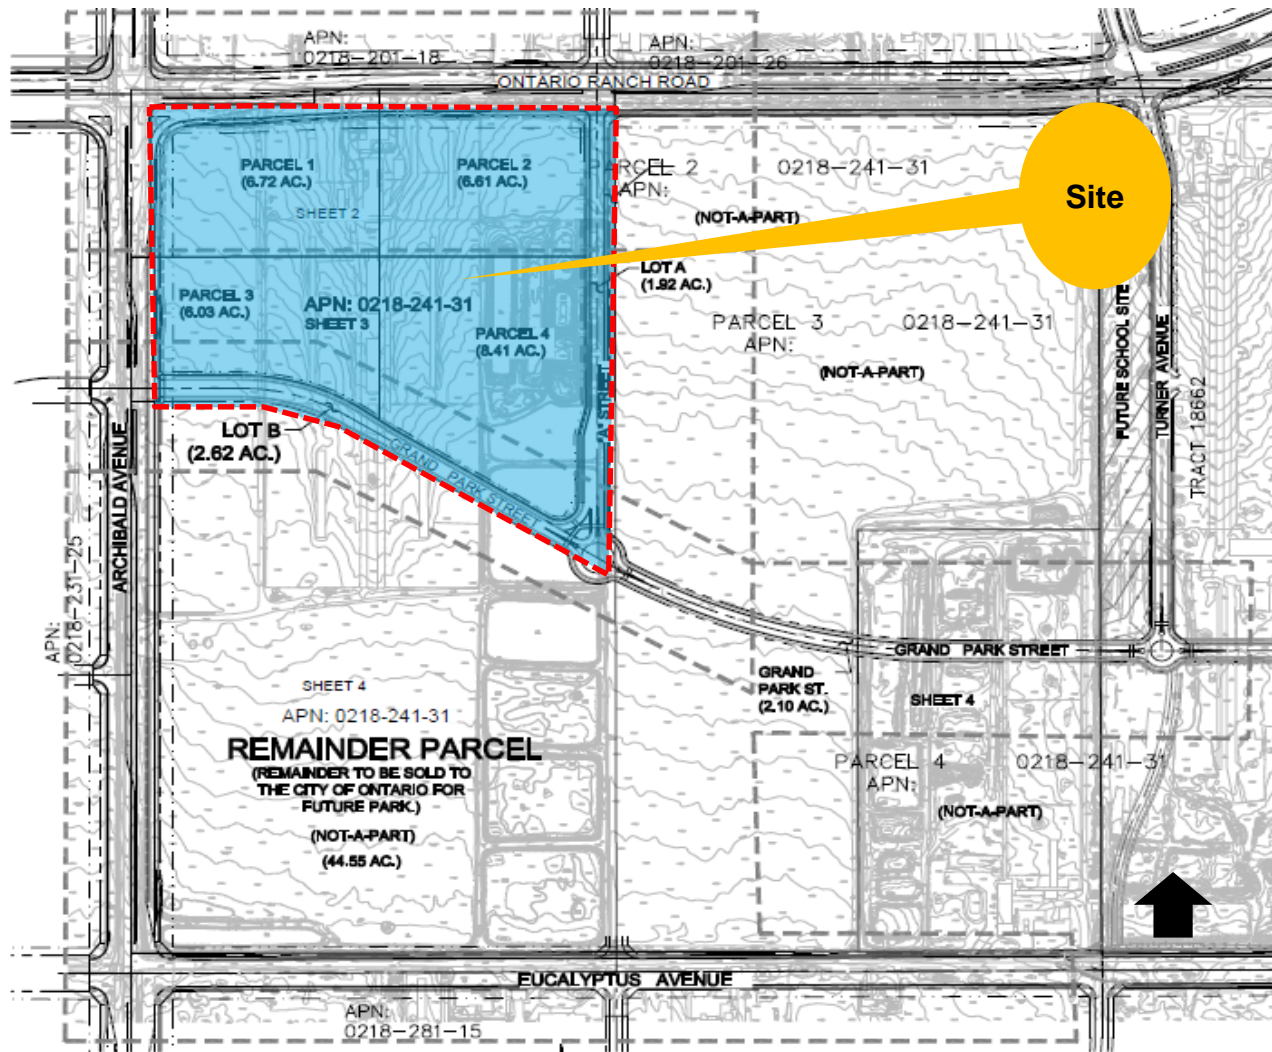 APN:
0218-201-18
APN:
0218-201-26
ONTARIO RANCH ROAD
PARCEL 1
(6.72 AC.)
PARCEL 2
(6.61 AC.)
PARCEL 2 0218-241-31
APN:
(NOT-A-PART)
Site
SHEET 2
LOT A
(1.92 AC.)
PARCEL 3
(6.03 AC.)
APN: 0218-241-31
SHEET 3
PARCEL 4
(8.41 AC.)
PARCEL 3 0218-241-31
APN:
(NOT-A-PART)
'A' STREET
FUTURE SCHOOL SITE
TURNER AVENUE
TRACT 18662
LOT B
(2.62 AC.)
GRAND PARK STREET
ARCHIBALD AVENUE
APN:
0218-231-25
GRAND PARK STREET
GRAND
PARK ST.
(2.10 AC.)
SHEET 4
SHEET 4
APN: 0218-241-31
REMAINDER PARCEL
(REMAINDER TO BE SOLD TO
THE CITY OF ONTARIO FOR
FUTURE PARK.)
(NOT-A-PART)
(44.55 AC.)
PARCEL 4 0218-241-31
APN:
(NOT-A-PART)
EUCALYPTUS AVENUE
APN:
0218-281-15